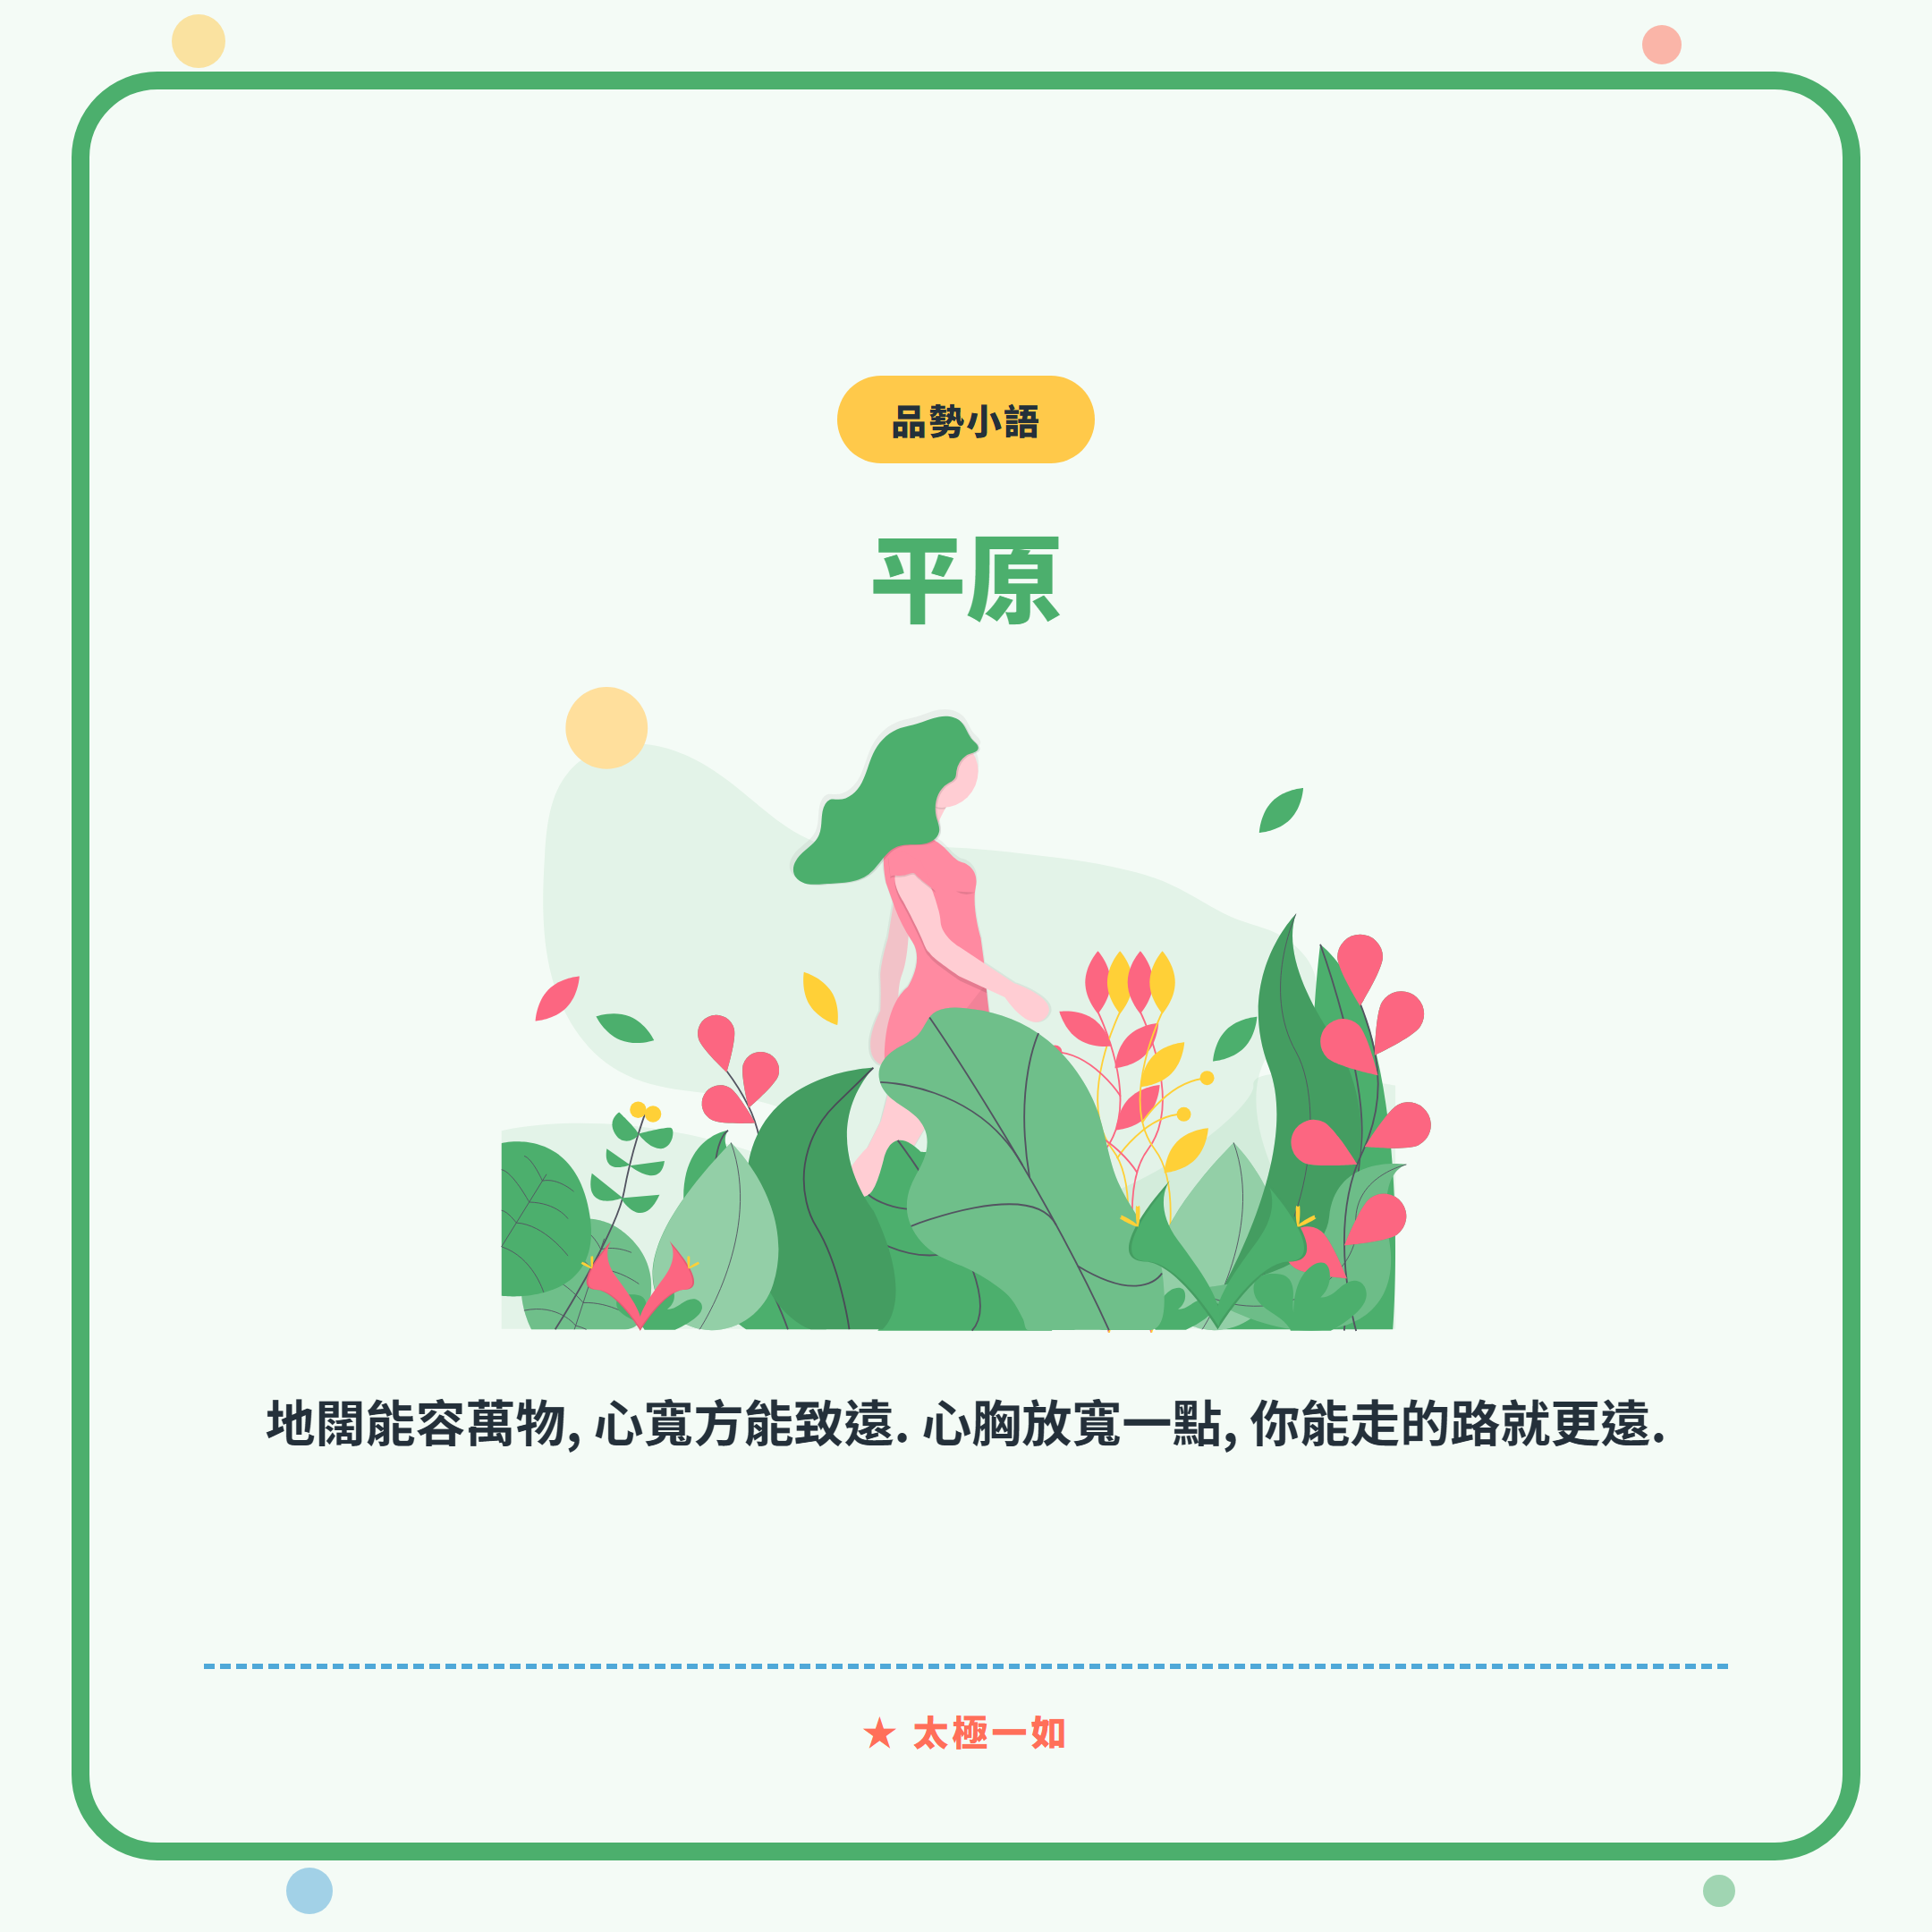 品勢小語
平原
地闊能容萬物, 心寬方能致遠. 心胸放寬一點, 你能走的路就更遠.
★ 太極一如